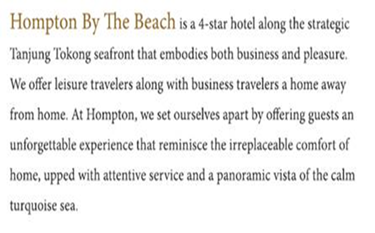 Hompton By The Beach is a 4-star hotel along the strategic
Tanjung Tokong seafront that embodies both business and pleasure.
We offer leisure travelers along with business travelers a home away
from home. At Hompton, we set ourselves apart by offering guests an
unforgettable experience that reminisce the irreplaceable comfort of
home, upped with attentive service and a panoramic vista of the calm
turquoise sea.